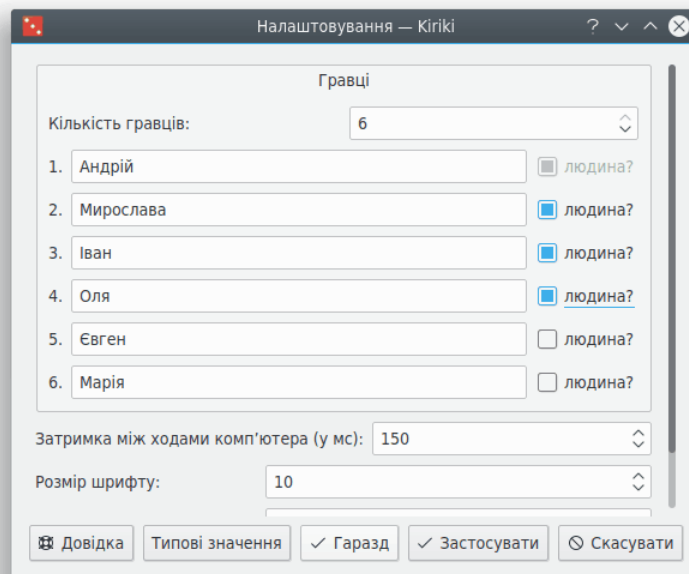 Налаштовування — Kiriki
Гравці
Кількість гравців: 6
1. Андрій людина?
2. Мирослава людина?
3. Іван людина?
4. Оля людина?
5. Євген людина?
6. Марія людина?
Затримка між ходами комп’ютера (у мс): 150
Розмір шрифту: 10
Довідка Типові значення Гаразд Застосувати Скасувати